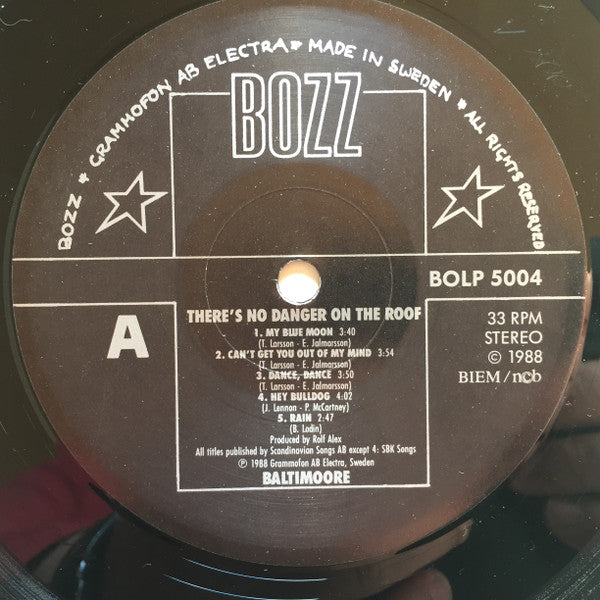 BOZZ * GRAMMOFON AB ELECTRA * MADE IN SWEDEN * ALL RIGHTS RESERVED
BOZZ
BOLP 5004
A
33 RPM
STEREO
© 1988
BIEM/ncb
THERE'S NO DANGER ON THE ROOF
1. MY BLUE MOON 3:40
(T. Larsson - E. Jalmarsson)
2. CAN'T GET YOU OUT OF MY MIND 3:54
(T. Larsson - E. Jalmarsson)
3. DANCE, DANCE 3:50
(T. Larsson - E. Jalmarsson)
4. HEY BULLDOG 4:02
(J. Lennon - P. McCartney)
5. RAIN 2:47
(B. Lodin)
Produced by Rolf Alex
All titles published by Scandinavian Songs AB except 4: SBK Songs
℗ 1988 Grammofon AB Electra, Sweden
BALTIMOORE